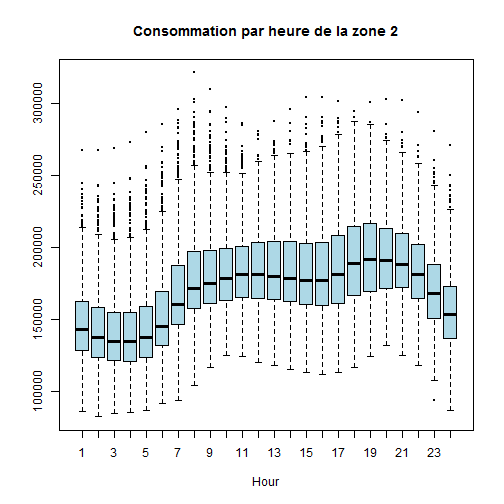 Consommation par heure de la zone 2
300000
250000
200000
150000
100000
1 3 5 7 9 11 13 15 17 19 21 23
Hour